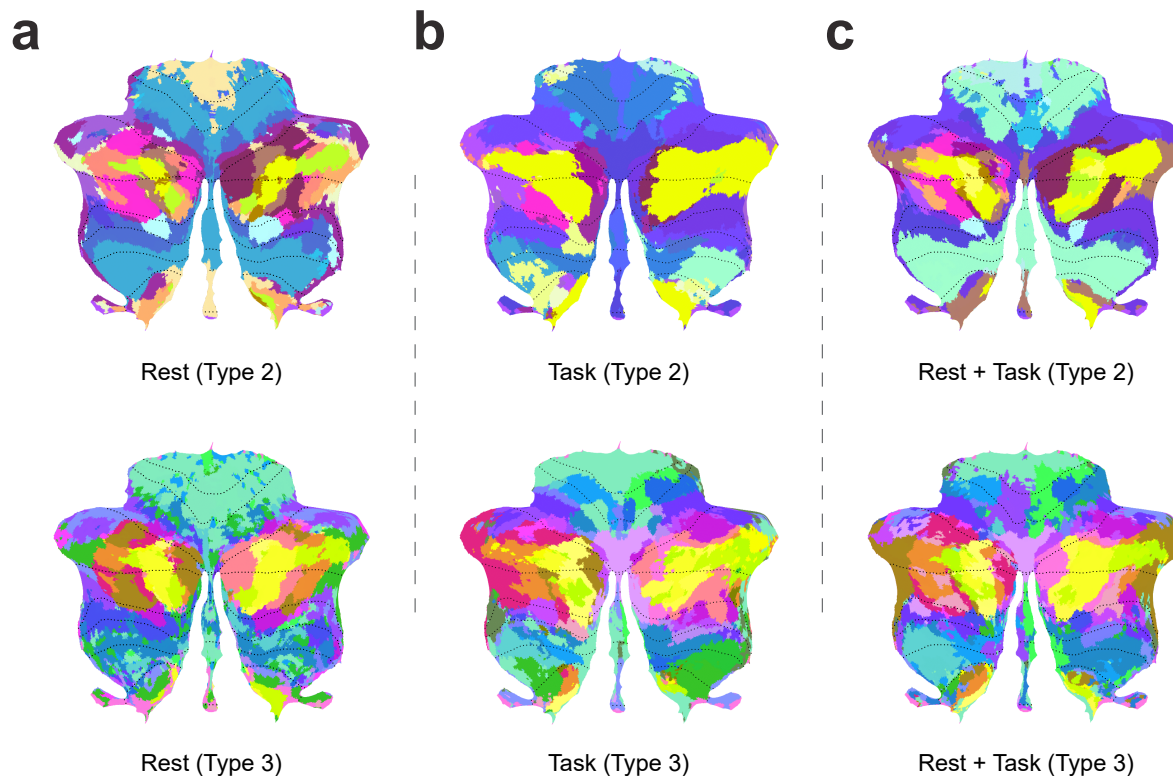 a
b
c
Rest (Type 2)
Task (Type 2)
Rest + Task (Type 2)
Rest (Type 3)
Task (Type 3)
Rest + Task (Type 3)